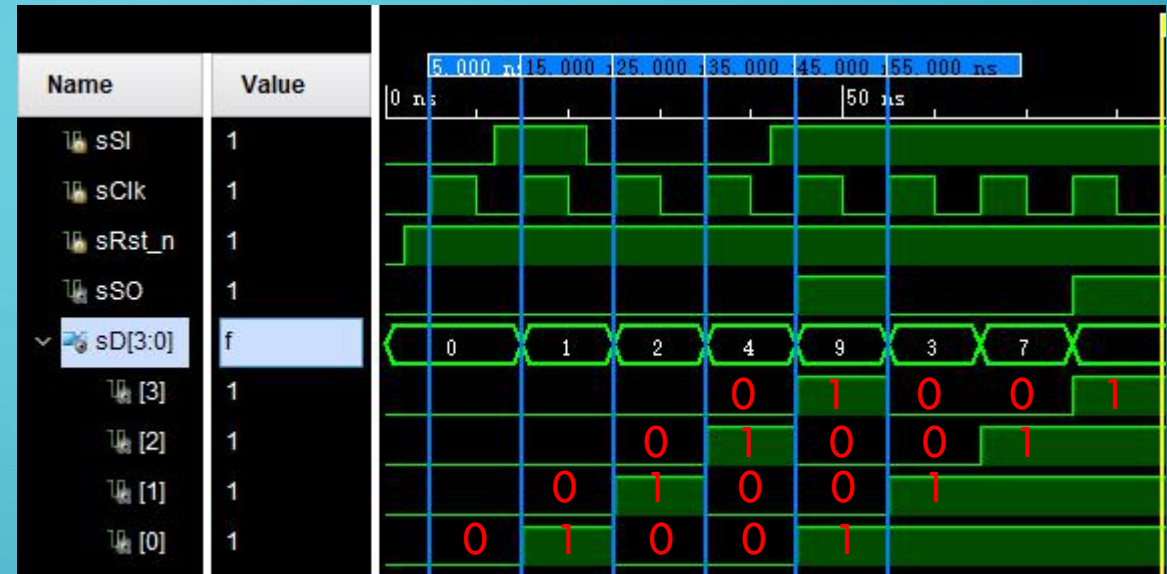 Name Value
5.000 n 15.000 25.000 35.000 45.000 55.000 ns
0 ns 50 ns
sSI 1
sClk 1
sRst_n 1
sSO 1
sD[3:0] f 0 1 2 4 9 3 7
[3] 1 0 1 0 0 1
[2] 1 0 1 0 0 1
[1] 1 0 1 0 0 1
[0] 1 0 1 0 0 1